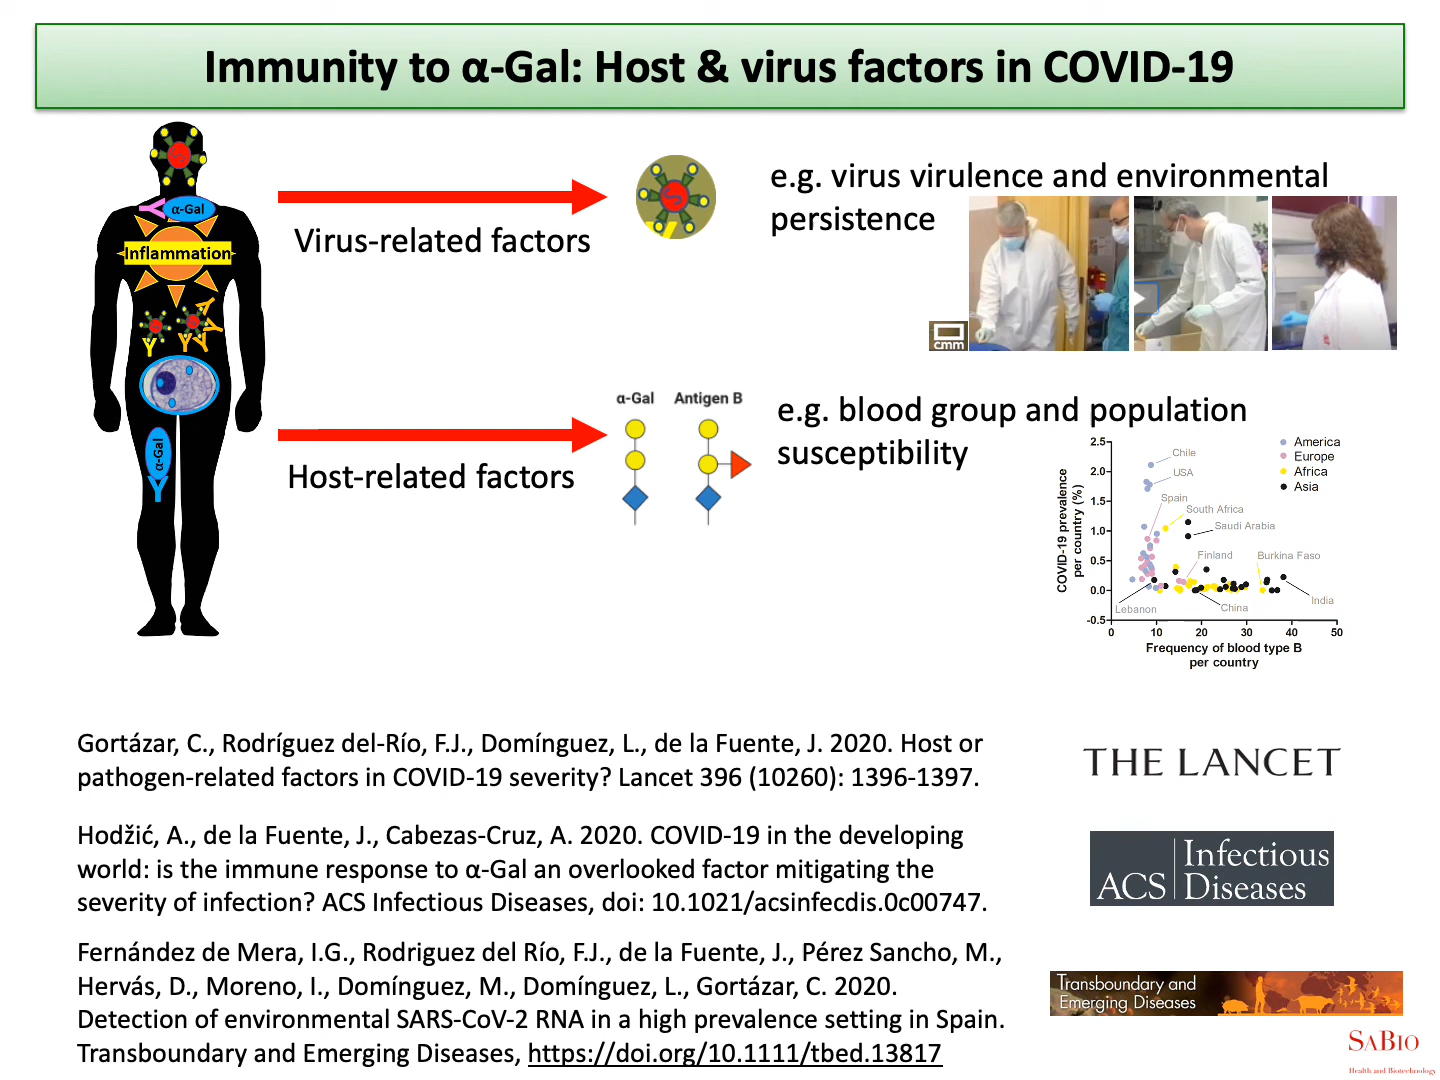 Immunity to α-Gal: Host & virus factors in COVID-19
α-Gal
Inflammation
α-Gal
Virus-related factors
e.g. virus virulence and environmental
persistence
cmm
Host-related factors
α-Gal
Antigen B
e.g. blood group and population
susceptibility
COVID-19 prevalence
per country (%)
2.5
2.0
1.5
1.0
0.5
0.0
-0.5
America
Europe
Africa
Asia
Chile
USA
Spain
South Africa
Saudi Arabia
Finland
Burkina Faso
Lebanon
China
India
0 10 20 30 40 50
Frequency of blood type B
per country
Gortázar, C., Rodríguez del-Río, F.J., Domínguez, L., de la Fuente, J. 2020. Host or
pathogen-related factors in COVID-19 severity? Lancet 396 (10260): 1396-1397.
THE LANCET
Hodžić, A., de la Fuente, J., Cabezas-Cruz, A. 2020. COVID-19 in the developing
world: is the immune response to α-Gal an overlooked factor mitigating the
severity of infection? ACS Infectious Diseases, doi: 10.1021/acsinfecdis.0c00747.
ACS Infectious
Diseases
Fernández de Mera, I.G., Rodriguez del Río, F.J., de la Fuente, J., Pérez Sancho, M.,
Hervás, D., Moreno, I., Domínguez, M., Domínguez, L., Gortázar, C. 2020.
Detection of environmental SARS-CoV-2 RNA in a high prevalence setting in Spain.
Transboundary and Emerging Diseases, https://doi.org/10.1111/tbed.13817
Transboundary and
Emerging Diseases
SABIO
Health and Biotechnology